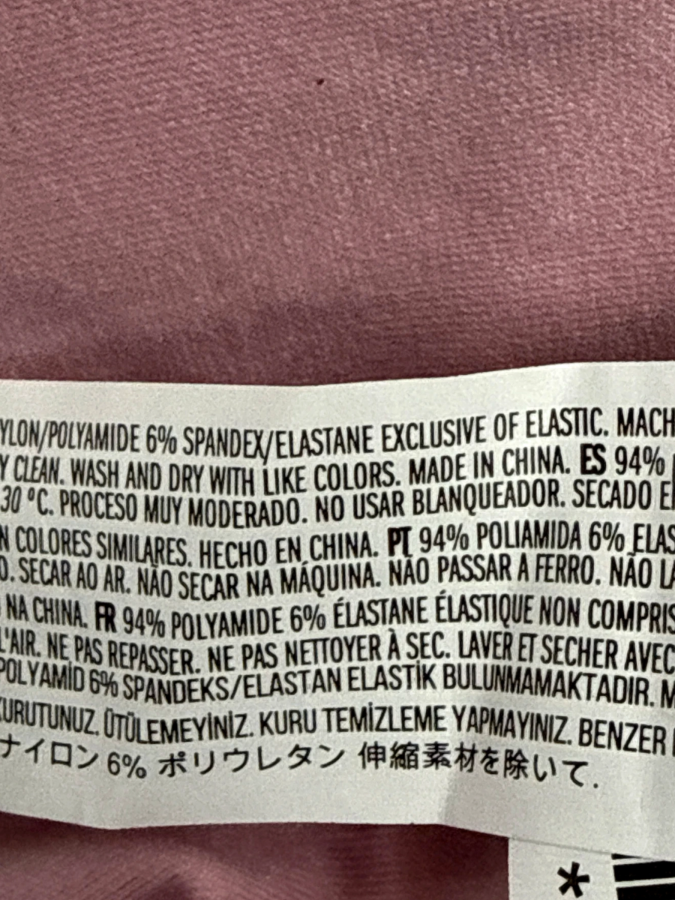 YLON/POLYAMIDE 6% SPANDEX/ELASTANE EXCLUSIVE OF ELASTIC. MACH
Y CLEAN. WASH AND DRY WITH LIKE COLORS. MADE IN CHINA. ES 94%
30 °C. PROCESO MUY MODERADO. NO USAR BLANQUEADOR. SECADO E
N COLORES SIMILARES. HECHO EN CHINA. PT 94% POLIAMIDA 6% ELAS
O. SECAR AO AR. NÃO SECAR NA MÁQUINA. NÃO PASSAR A FERRO. NÃO LA
NA CHINA. FR 94% POLYAMIDE 6% ÉLASTANE ÉLASTIQUE NON COMPRIS
L'AIR. NE PAS REPASSER. NE PAS NETTOYER À SEC. LAVER ET SECHER AVEC
POLYAMİD 6% SPANDEKS/ELASTAN ELASTİK BULUNMAMAKTADIR. M
KURUTUNUZ. ÜTÜLEMEYİNİZ. KURU TEMİZLEME YAPMAYINIZ. BENZER
ナイロン 6% ポリウレタン 伸縮素材を除いて.
*